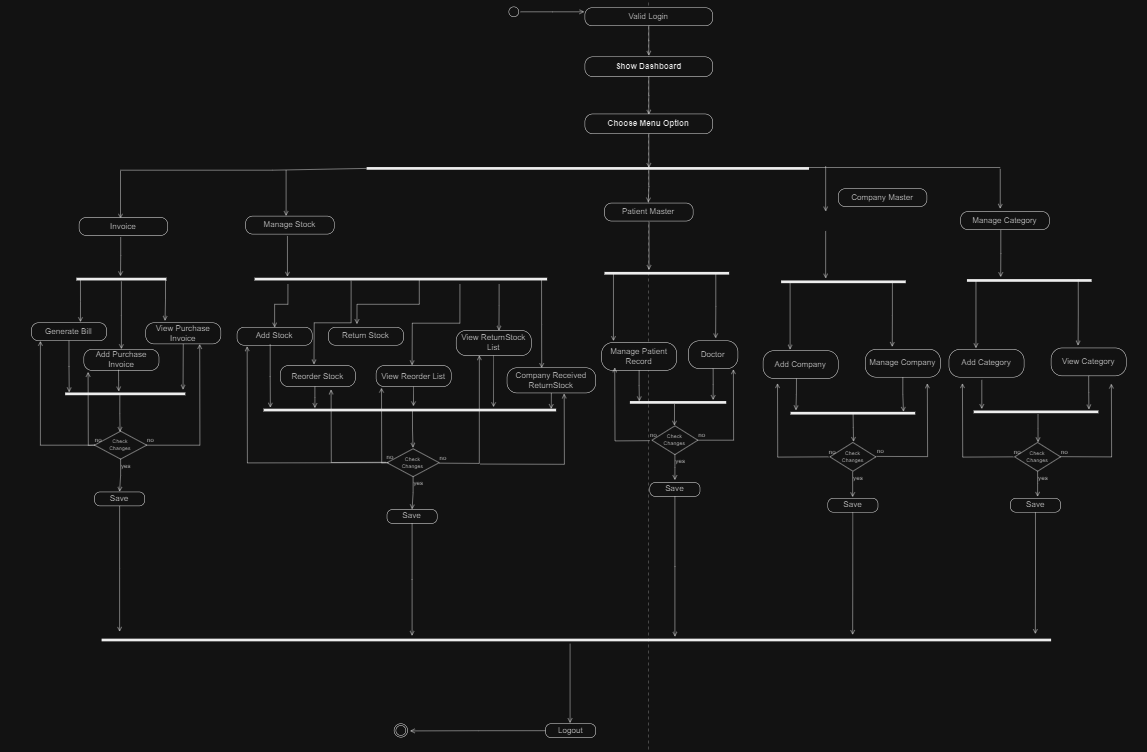 Valid Login
Show Dashboard
Choose Menu Option
Invoice
Manage Stock
Patient Master
Company Master
Manage Category
Generate Bill
Add Purchase
Invoice
View Purchase
Invoice
Add Stock
Reorder Stock
Return Stock
View Reorder List
View ReturnStock
List
Company Received
ReturnStock
Manage Patient
Record
Doctor
Add Company
Manage Company
Add Category
View Category
no
Check
Changes
no
yes
Save
no
Check
Changes
no
yes
Save
no
Check
Changes
no
yes
Save
no
Check
Changes
no
yes
Save
no
Check
Changes
no
yes
Save
Logout